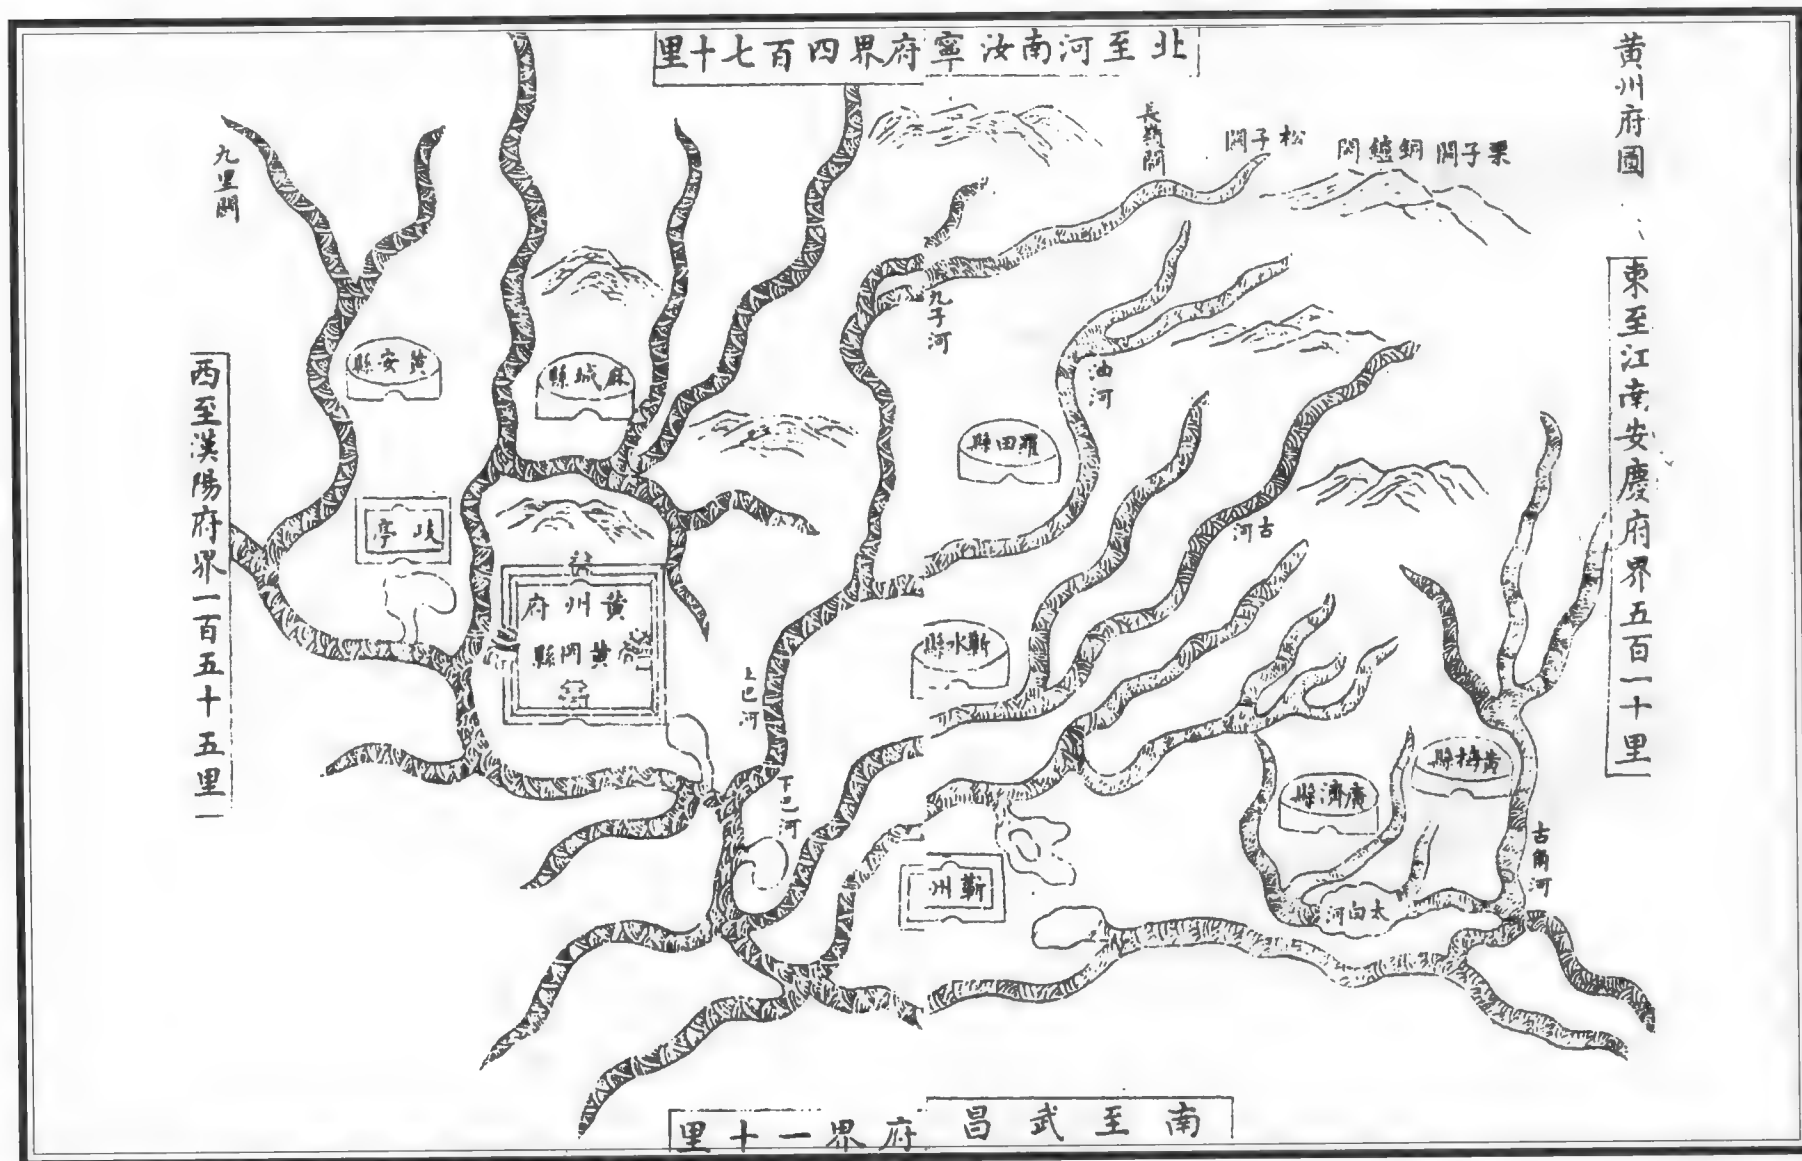 黃州府圖
北至河南汝寧府界四百七十里
東至江南安慶府界五百一十里
南至武昌府界一十里
西至漢陽府界一百五十五里
栗子關
銅鑼關
松子關
長嶺關
九里關
九子河
油河
古河
黃安縣
麻城縣
羅田縣
岐亭
黃州府
黃岡縣
蘄水縣
上巴河
下巴河
黃梅縣
廣濟縣
蘄州
太白河
古角河